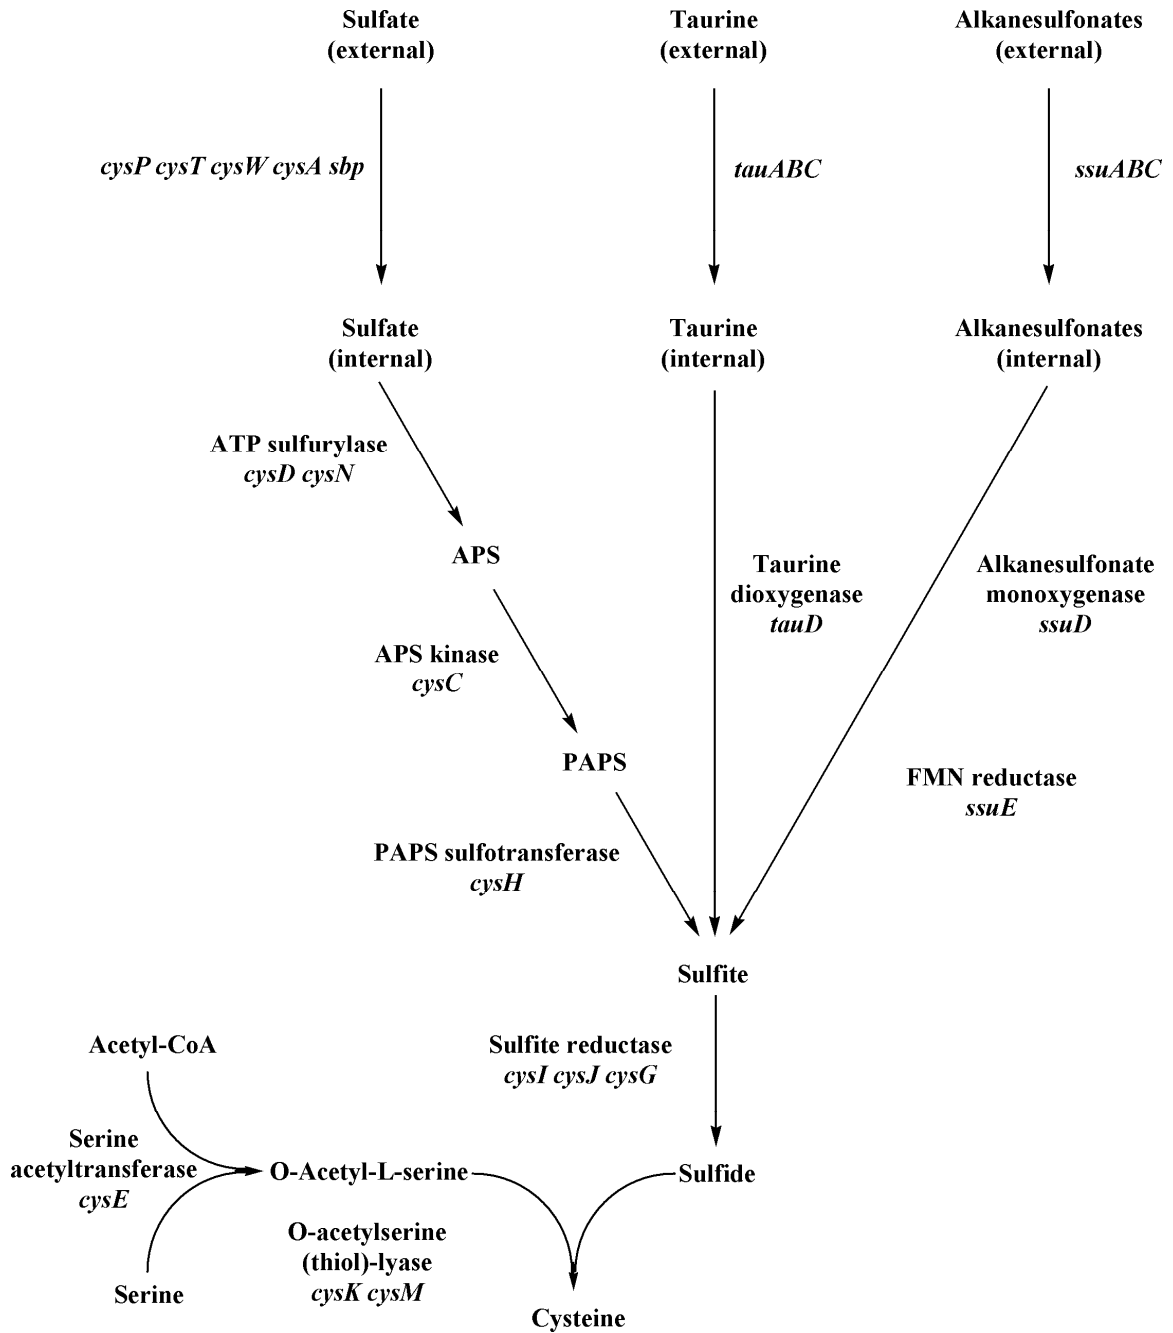 Sulfate
(external)
Taurine
(external)
Alkanesulfonates
(external)
cysP cysT cysW cysA sbp
tauABC
ssuABC
Sulfate
(internal)
Taurine
(internal)
Alkanesulfonates
(internal)
ATP sulfurylase
cysD cysN
APS
Taurine
dioxygenase
tauD
Alkanesulfonate
monoxygenase
ssuD
APS kinase
cysC
PAPS
FMN reductase
ssuE
PAPS sulfotransferase
cysH
Sulfite
Acetyl-CoA
Sulfite reductase
cysI cysJ cysG
Serine
acetyltransferase
cysE
O-Acetyl-L-serine
Sulfide
O-acetylserine
(thiol)-lyase
cysK cysM
Serine
Cysteine